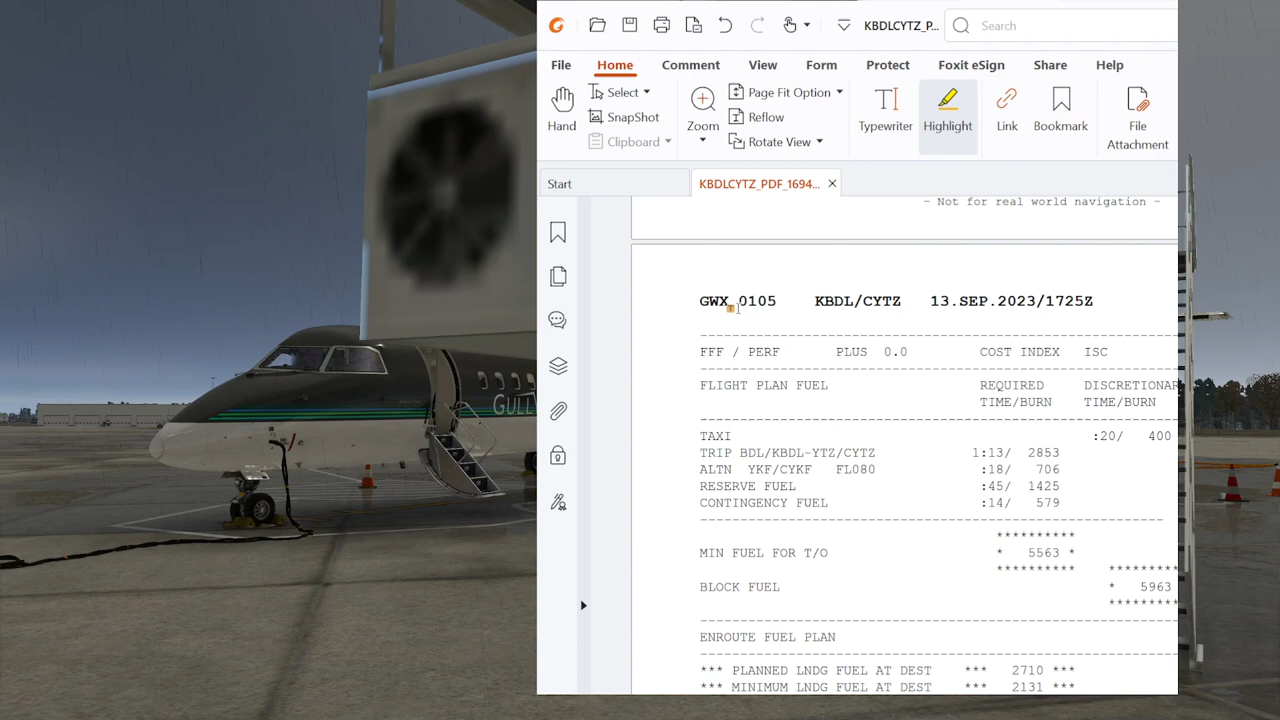 KBDLCYTZ_P...
Search
File Home Comment View Form Protect Foxit eSign Share Help
Hand
Select
SnapShot
Clipboard
Zoom
Page Fit Option
Reflow
Rotate View
Typewriter
Highlight
Link
Bookmark
File
Attachment
Start
KBDLCYTZ_PDF_1694...
- Not for real world navigation -
GWX 0105 KBDL/CYTZ 13.SEP.2023/1725Z
FFF / PERF PLUS 0.0 COST INDEX ISC
FLIGHT PLAN FUEL REQUIRED DISCRETIONAR
TIME/BURN TIME/BURN
TAXI :20/ 400
TRIP BDL/KBDL-YTZ/CYTZ 1:13/ 2853
ALTN YKF/CYKF FL080 :18/ 706
RESERVE FUEL :45/ 1425
CONTINGENCY FUEL :14/ 579
**********
MIN FUEL FOR T/O * 5563 *
********** *********
BLOCK FUEL * 5963
*********
ENROUTE FUEL PLAN
*** PLANNED LNDG FUEL AT DEST *** 2710 ***
*** MINIMUM LNDG FUEL AT DEST *** 2131 ***
GULL